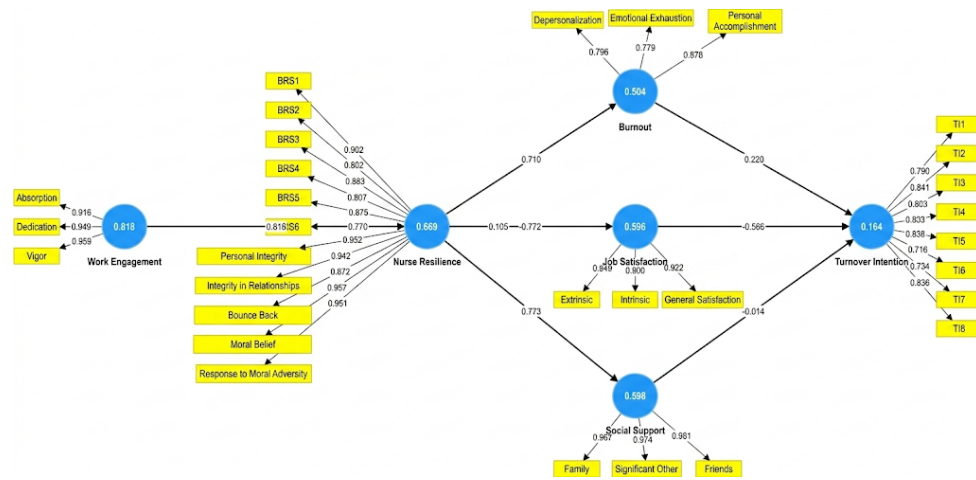 Depersonalization
Emotional Exhaustion
Personal
Accomplishment
0.796
0.779
0.878
0.504
Burnout
BRS1
BRS2
BRS3
BRS4
BRS5
0.902
0.802
0.883
0.807
0.875
0.770
0.952
0.942
0.872
0.957
0.951
Absorption
Dedication
Vigor
0.916
0.949
0.959
0.818
Work Engagement
0.816
S6
0.669
Nurse Resilience
Personal Integrity
Integrity in Relationships
Bounce Back
Moral Belief
Response to Moral Adversity
0.710
0.105
-0.772
0.773
0.220
-0.566
-0.014
0.596
Job Satisfaction
0.949
0.900
0.922
Extrinsic
Intrinsic
General Satisfaction
0.598
Social Support
0.967
0.974
0.981
Family
Significant Other
Friends
0.164
Turnover Intention
0.790
0.841
0.803
0.833
0.838
0.716
0.734
0.836
TI1
TI2
TI3
TI4
TI5
TI6
TI7
TI8